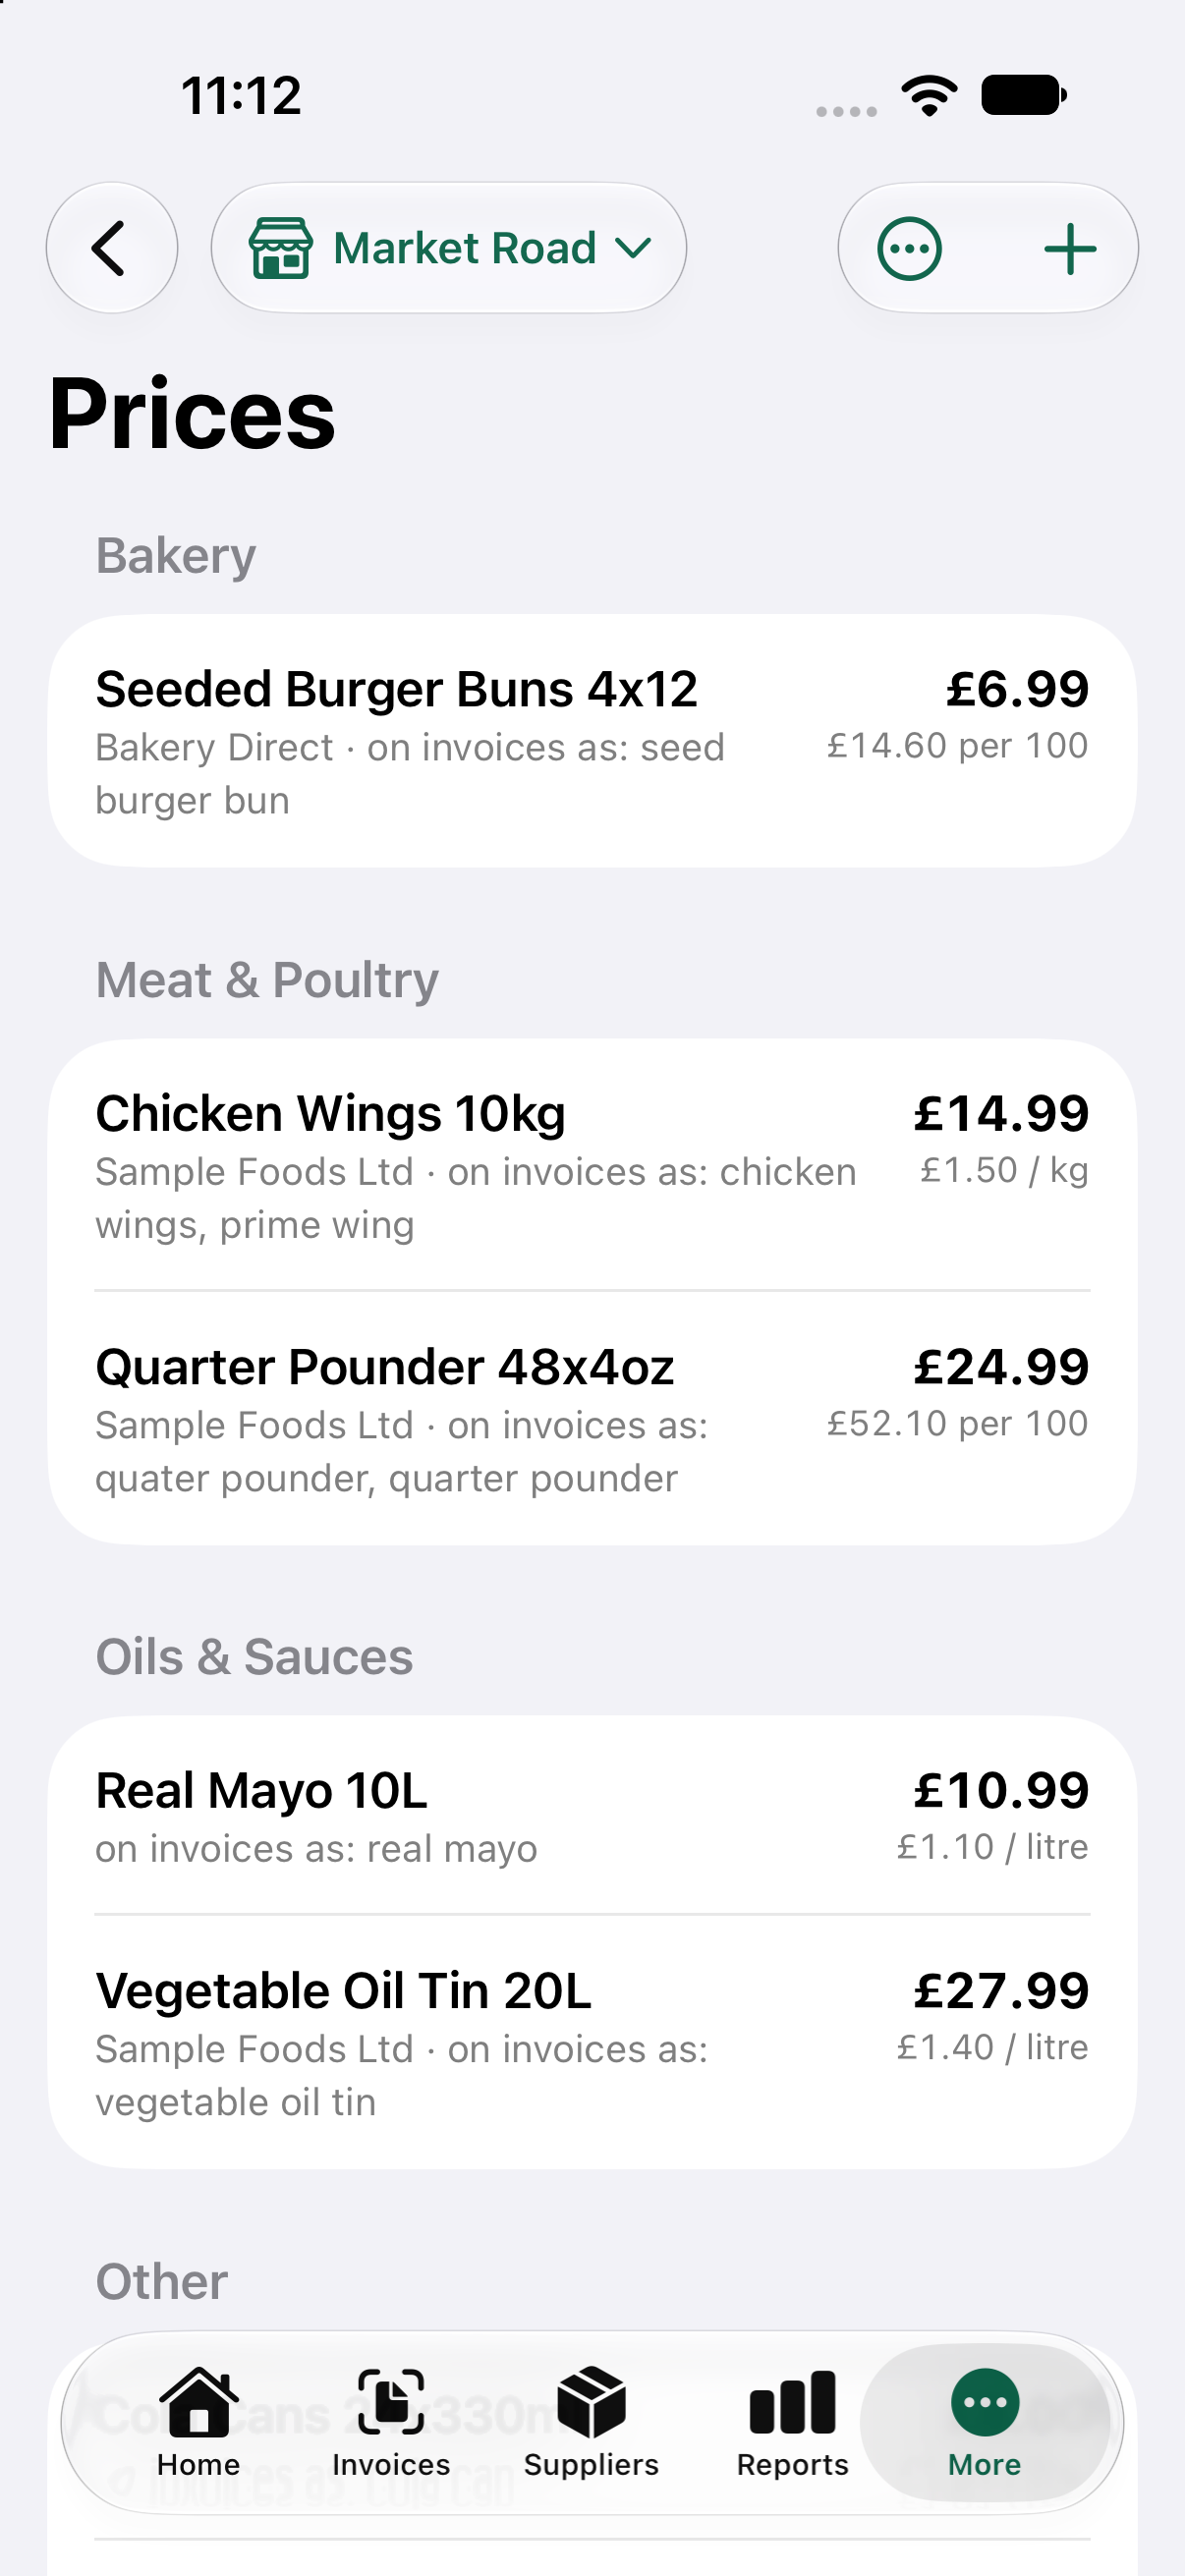 11:12
Market Road
Prices
Bakery
Seeded Burger Buns 4x12
£6.99
Bakery Direct · on invoices as: seed
£14.60 per 100
burger bun
Meat & Poultry
Chicken Wings 10kg
£14.99
Sample Foods Ltd · on invoices as: chicken
£1.50 / kg
wings, prime wing
Quarter Pounder 48x4oz
£24.99
Sample Foods Ltd · on invoices as:
£52.10 per 100
quater pounder, quarter pounder
Oils & Sauces
Real Mayo 10L
£10.99
on invoices as: real mayo
£1.10 / litre
Vegetable Oil Tin 20L
£27.99
Sample Foods Ltd · on invoices as:
£1.40 / litre
vegetable oil tin
Other
Home
Invoices
Suppliers
Reports
More